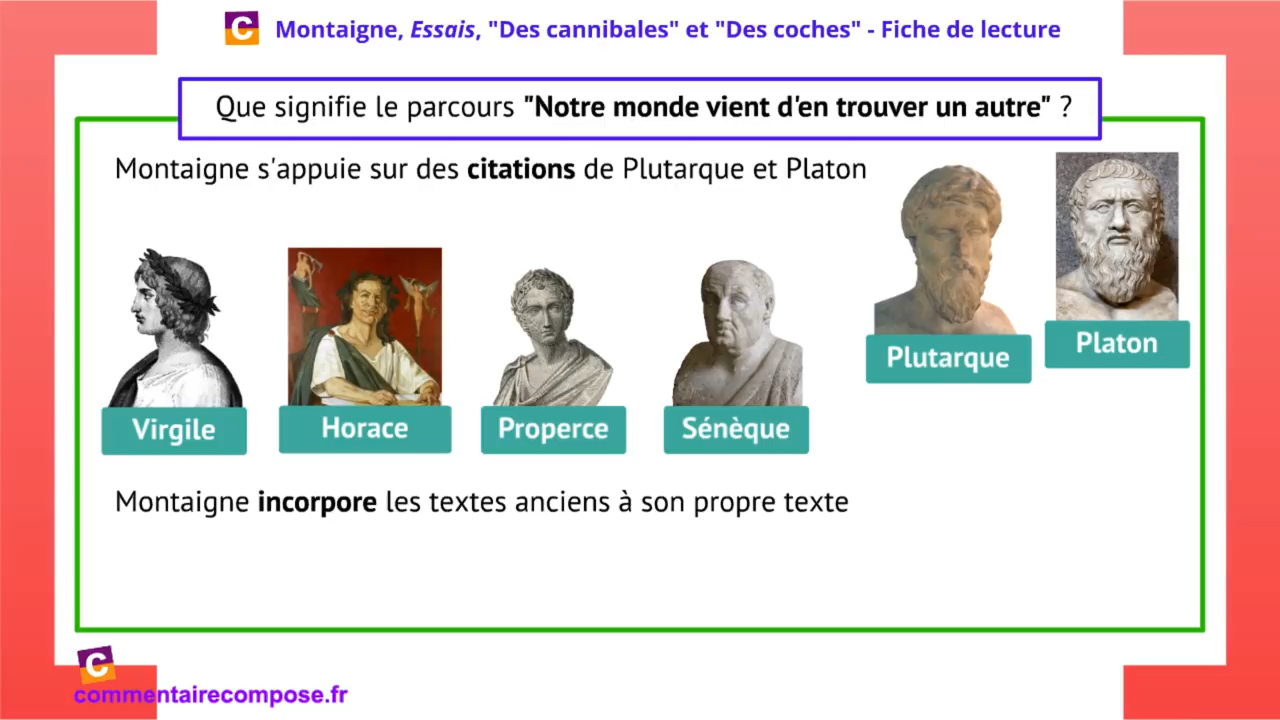 C Montaigne, Essais, "Des cannibales" et "Des coches" - Fiche de lecture
Que signifie le parcours "Notre monde vient d'en trouver un autre" ?
Montaigne s'appuie sur des citations de Plutarque et Platon
Plutarque
Platon
Virgile
Horace
Properce
Sénèque
Montaigne incorpore les textes anciens à son propre texte
C
commentairecompose.fr